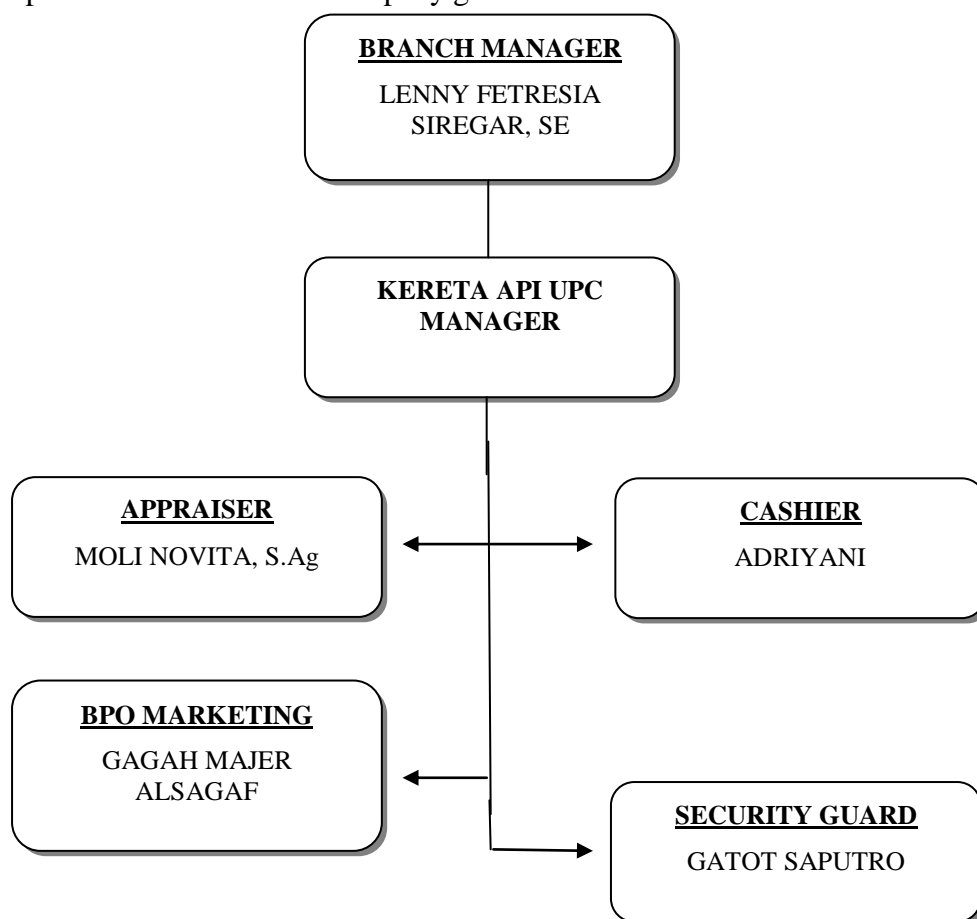 BRANCH MANAGER
LENNY FETRESIA
SIREGAR, SE
KERETA API UPC
MANAGER
APPRAISER
MOLI NOVITA, S.Ag
CASHIER
ADRIYANI
BPO MARKETING
GAGAH MAJER
ALSAGAF
SECURITY GUARD
GATOT SAPUTRO